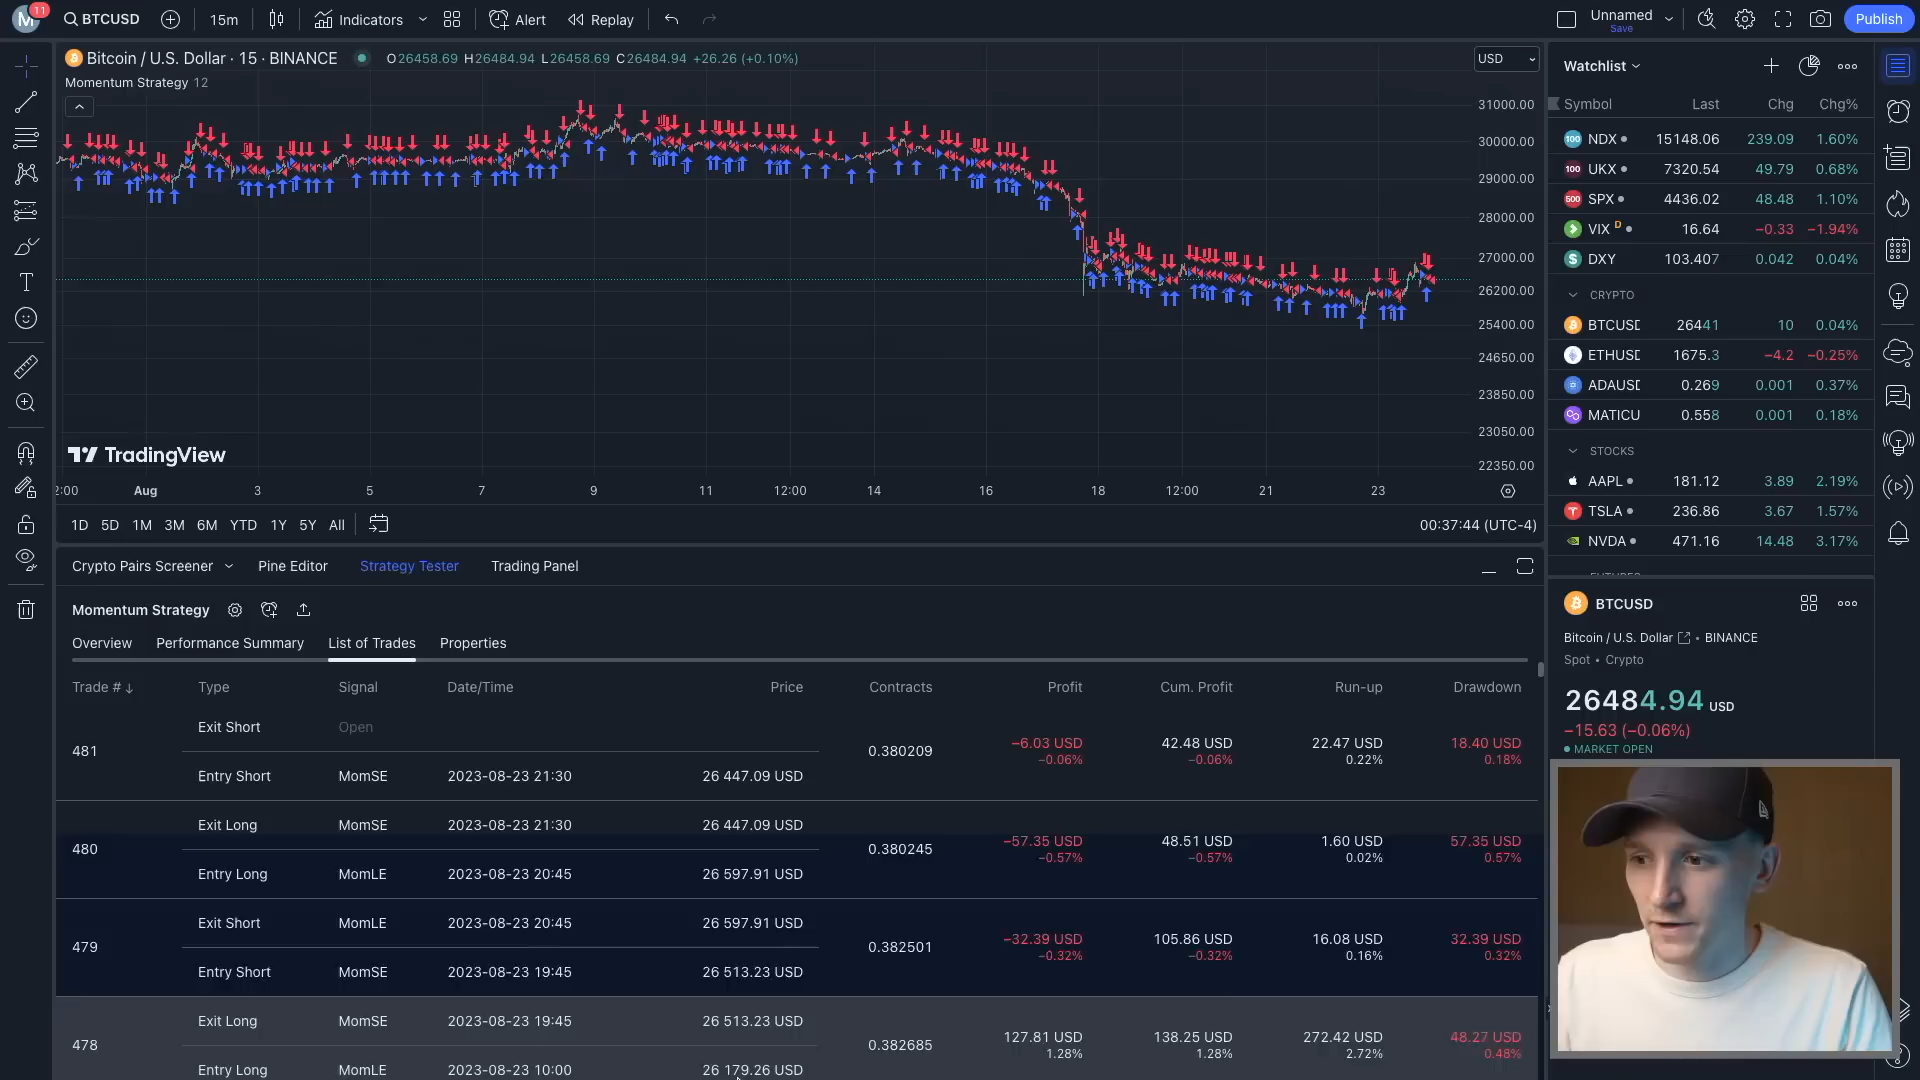 M 11 BTCUSD 15m Indicators Alert Replay Unnamed Save Publish
Bitcoin / U.S. Dollar · 15 · BINANCE O26458.69 H26484.94 L26458.69 C26484.94 +26.26 (+0.10%) USD
Momentum Strategy 12
31000.00
30000.00
29000.00
28000.00
27000.00
26200.00
25400.00
24650.00
23850.00
23050.00
22350.00
TradingView
2:00 Aug 3 5 7 9 11 12:00 14 16 18 12:00 21 23
1D 5D 1M 3M 6M YTD 1Y 5Y All 00:37:44 (UTC-4)
Watchlist
Symbol Last Chg Chg%
100 NDX 15148.06 239.09 1.60%
100 UKX 7320.54 49.79 0.68%
500 SPX 4436.02 48.48 1.10%
VIX D 16.64 −0.33 −1.94%
$ DXY 103.407 0.042 0.04%
CRYPTO
BTCUSD 26441 10 0.04%
ETHUSD 1675.3 −4.2 −0.25%
ADAUSD 0.269 0.001 0.37%
MATICU 0.558 0.001 0.18%
STOCKS
AAPL 181.12 3.89 2.19%
TSLA 236.86 3.67 1.57%
NVDA 471.16 14.48 3.17%
BTCUSD
Bitcoin / U.S. Dollar • BINANCE
Spot • Crypto
26484.94 USD
−15.63 (−0.06%)
MARKET OPEN
Crypto Pairs Screener Pine Editor Strategy Tester Trading Panel
Momentum Strategy
Overview Performance Summary List of Trades Properties
Trade # ↓ Type Signal Date/Time Price Contracts Profit Cum. Profit Run-up Drawdown
Exit Short Open
481 0.380209 −6.03 USD 42.48 USD 22.47 USD 18.40 USD
−0.06% −0.06% 0.22% 0.18%
Entry Short MomSE 2023-08-23 21:30 26 447.09 USD
Exit Long MomSE 2023-08-23 21:30 26 447.09 USD
480 0.380245 −57.35 USD 48.51 USD 1.60 USD 57.35 USD
−0.57% −0.57% 0.02% 0.57%
Entry Long MomLE 2023-08-23 20:45 26 597.91 USD
Exit Short MomLE 2023-08-23 20:45 26 597.91 USD
479 0.382501 −32.39 USD 105.86 USD 16.08 USD 32.39 USD
−0.32% −0.32% 0.16% 0.32%
Entry Short MomSE 2023-08-23 19:45 26 513.23 USD
Exit Long MomSE 2023-08-23 19:45 26 513.23 USD
478 0.382685 127.81 USD 138.25 USD 272.42 USD 48.27 USD
1.28% 1.28% 2.72% 0.48%
Entry Long MomLE 2023-08-23 10:00 26 179.26 USD